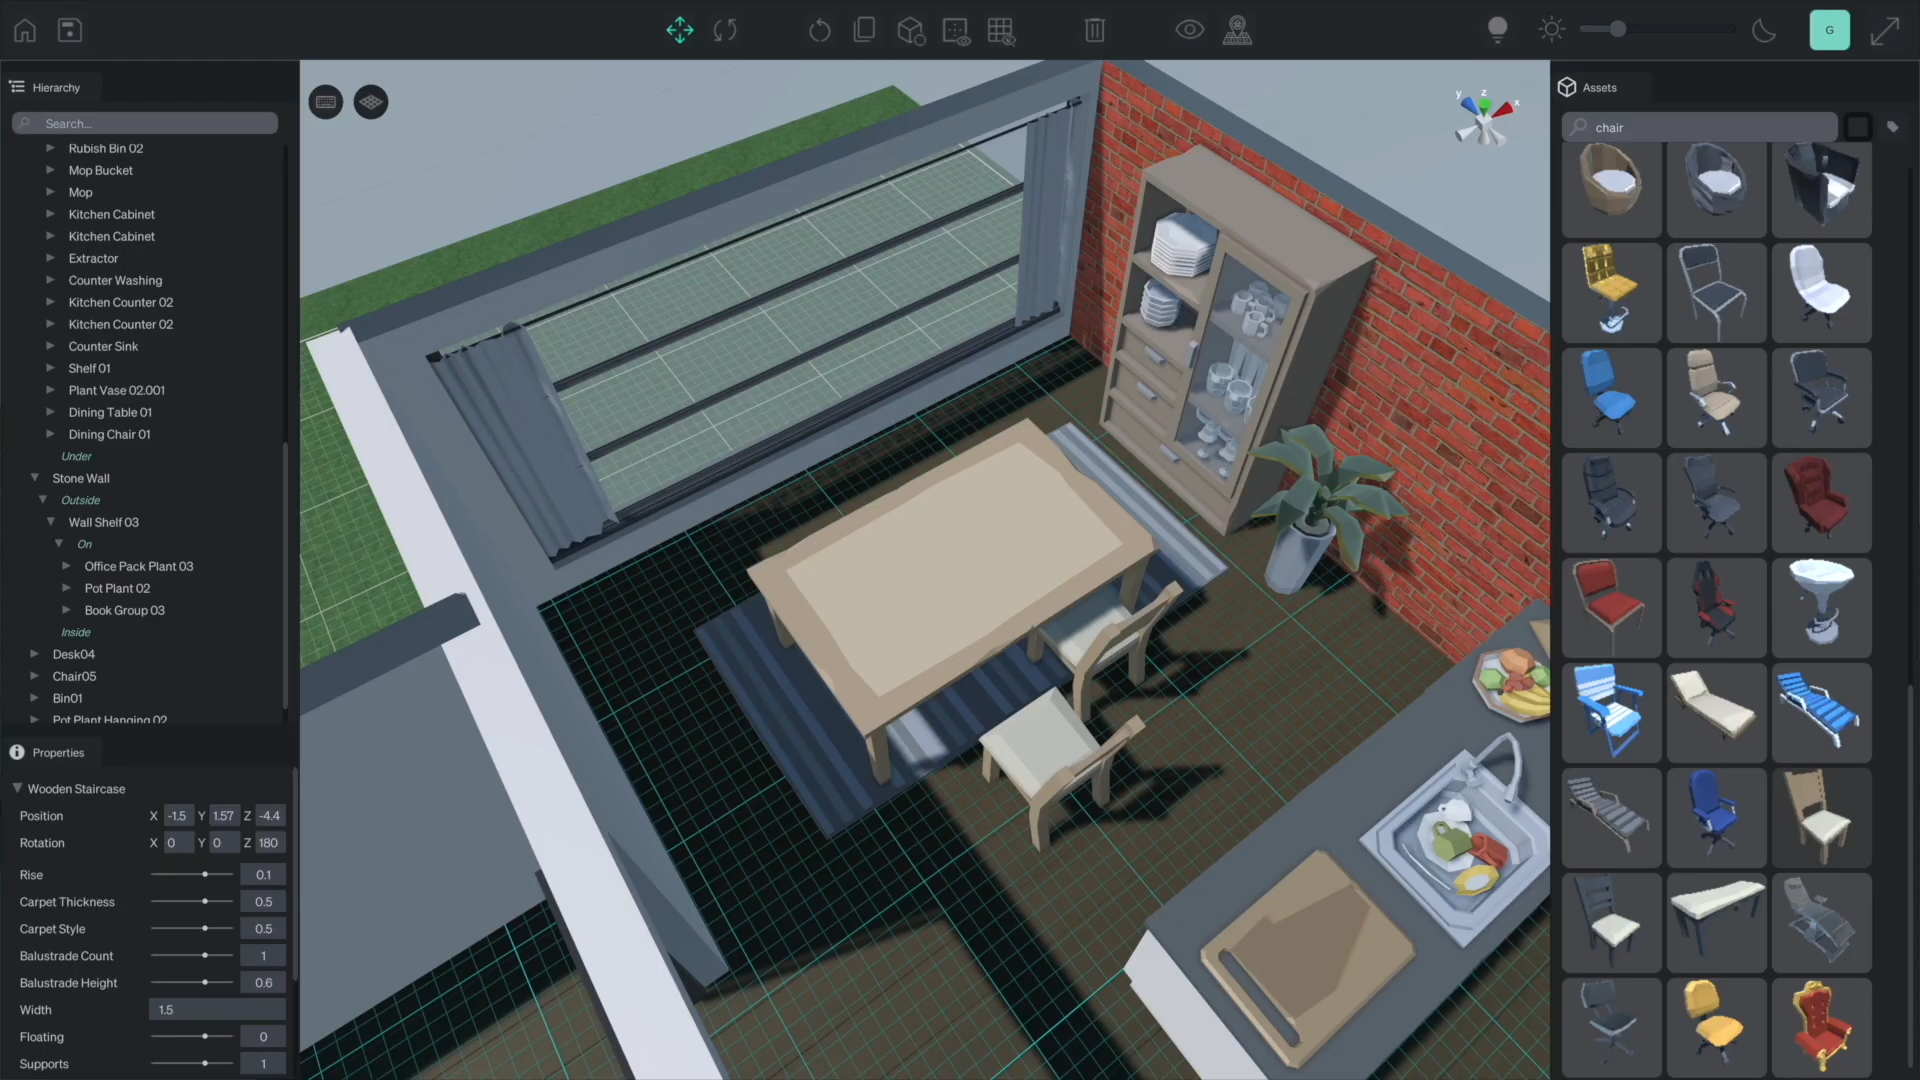 G
Hierarchy
Search...
Rubish Bin 02
Mop Bucket
Mop
Kitchen Cabinet
Kitchen Cabinet
Extractor
Counter Washing
Kitchen Counter 02
Kitchen Counter 02
Counter Sink
Shelf 01
Plant Vase 02.001
Dining Table 01
Dining Chair 01
Under
Stone Wall
Outside
Wall Shelf 03
On
Office Pack Plant 03
Pot Plant 02
Book Group 03
Inside
Desk04
Chair05
Bin01
Pot Plant Hanging 02
Properties
Wooden Staircase
Position X -1.5 Y 1.57 Z -4.4
Rotation X 0 Y 0 Z 180
Rise 0.1
Carpet Thickness 0.5
Carpet Style 0.5
Balustrade Count 1
Balustrade Height 0.6
Width 1.5
Floating 0
Supports 1
y z x
Assets
chair